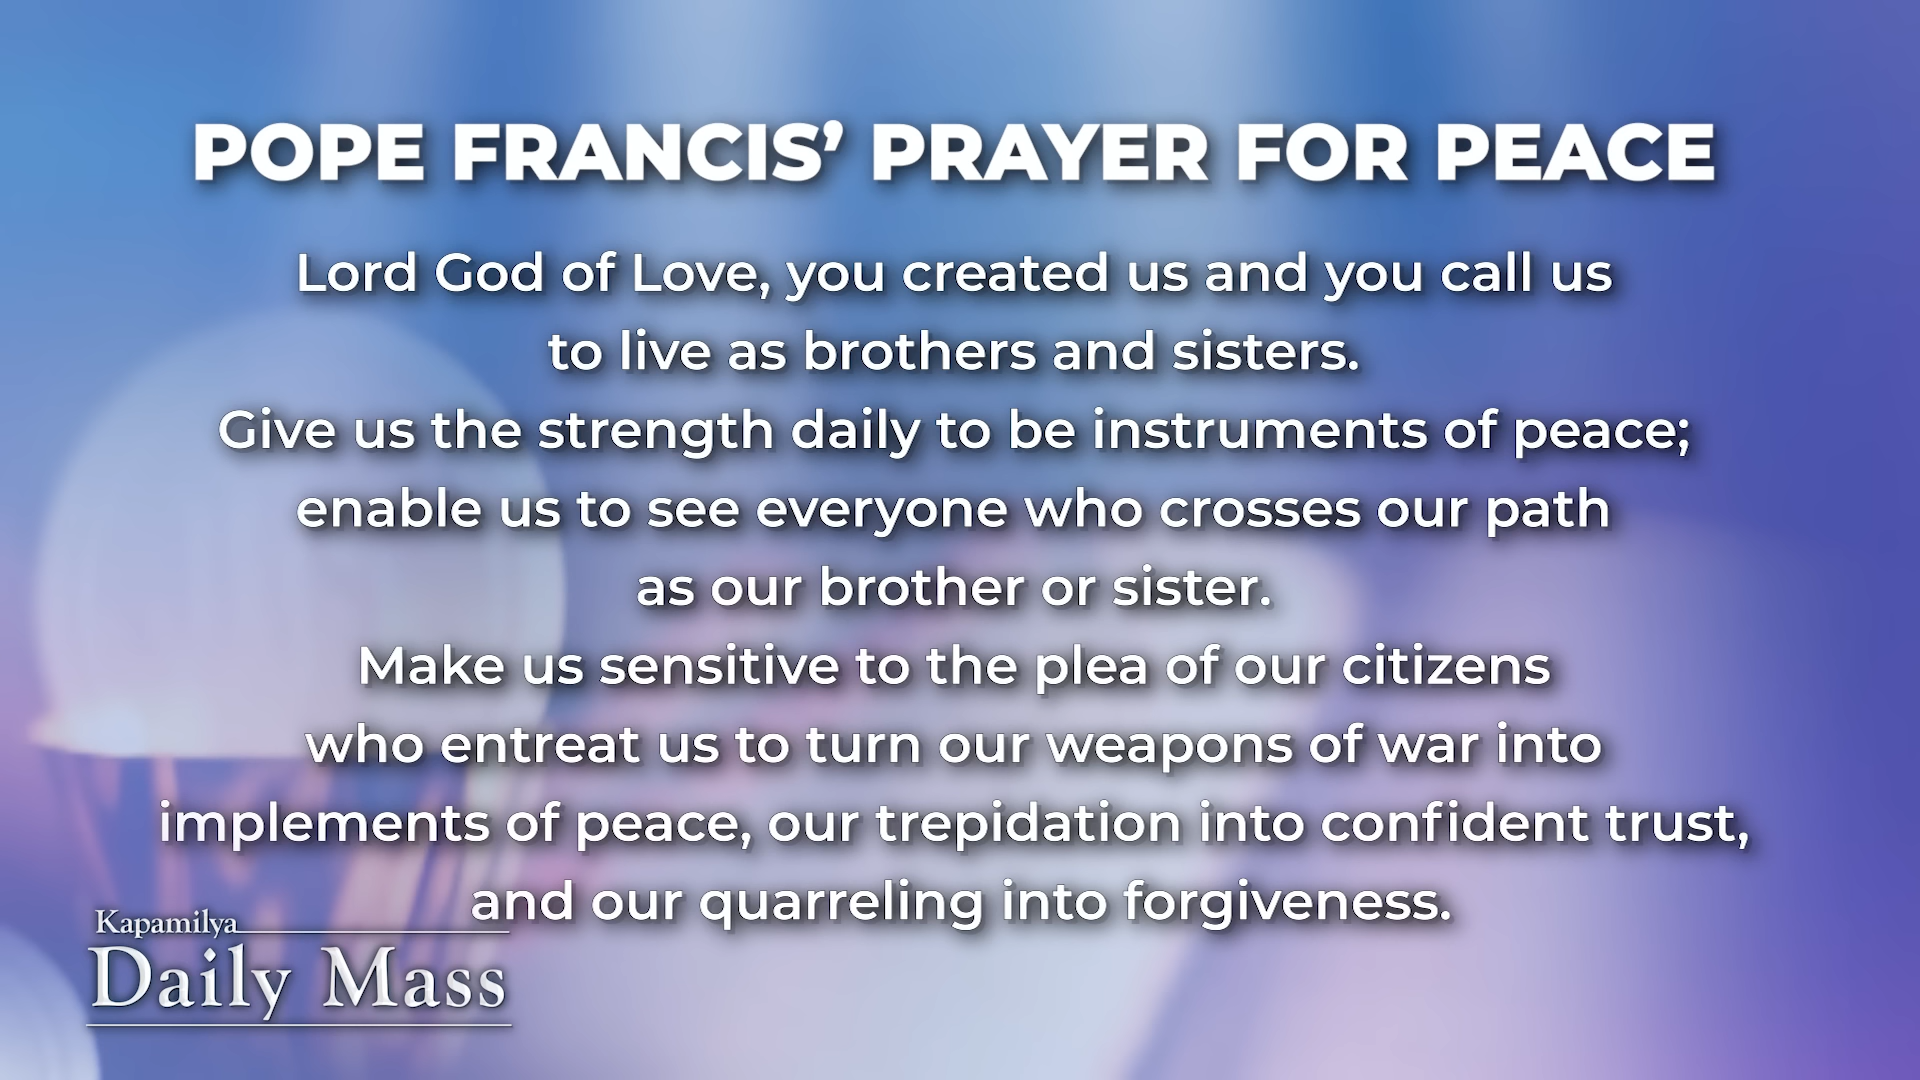 POPE FRANCIS’ PRAYER FOR PEACE
Lord God of Love, you created us and you call us
to live as brothers and sisters.
Give us the strength daily to be instruments of peace;
enable us to see everyone who crosses our path
as our brother or sister.
Make us sensitive to the plea of our citizens
who entreat us to turn our weapons of war into
implements of peace, our trepidation into confident trust,
and our quarreling into forgiveness.
Kapamilya
Daily Mass